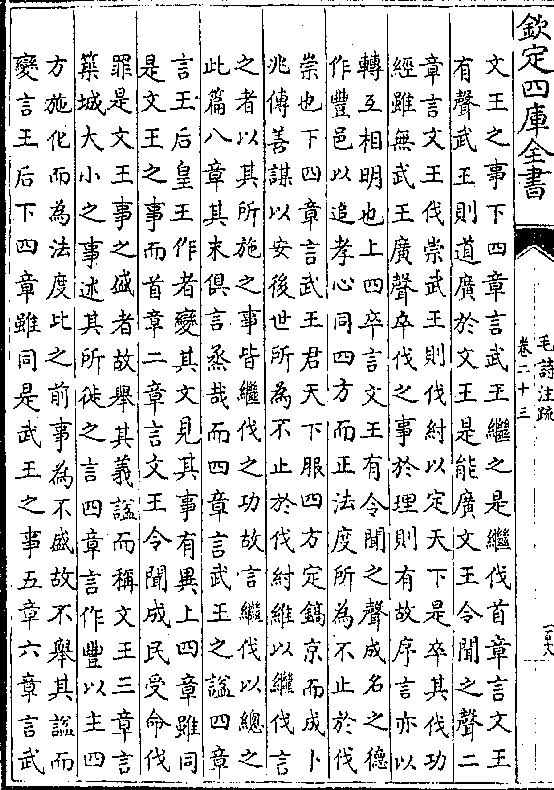 欽定四庫全書
毛詩注疏
卷二十三
文王之事下四章言武王繼之是繼伐首章言文王
有聲武王則道廣於文王是能廣文王令聞之聲二
章言文王伐崇武王則伐紂以定天下是卒其伐功
經雖無武王廣聲卒伐之事於理則有故序言亦以
轉互相明也上四卒言文王有令聞之聲成名之德
作豐邑以追孝心同四方而正法度所為不止於伐
崇也下四章言武王君天下服四方定鎬京而成卜
兆傳善謀以安後世所為不止於伐紂維以繼伐言
之者以其所施之事皆繼伐之功故言繼伐以總之
此篇八章其末俱言烝哉而四章言武王之諡四章
言王后皇王作者變其文見其事有異上四章雖同
是文王之事而首章二章言文王令聞成民受命伐
罪是文王事之盛者故舉其義諡而稱文王三章言
築城大小之事述其所徙之言四章言作豐以主四
方施化而為法度比之前事為不盛故不舉其諡而
變言王后下四章雖同是武王之事五章六章言武